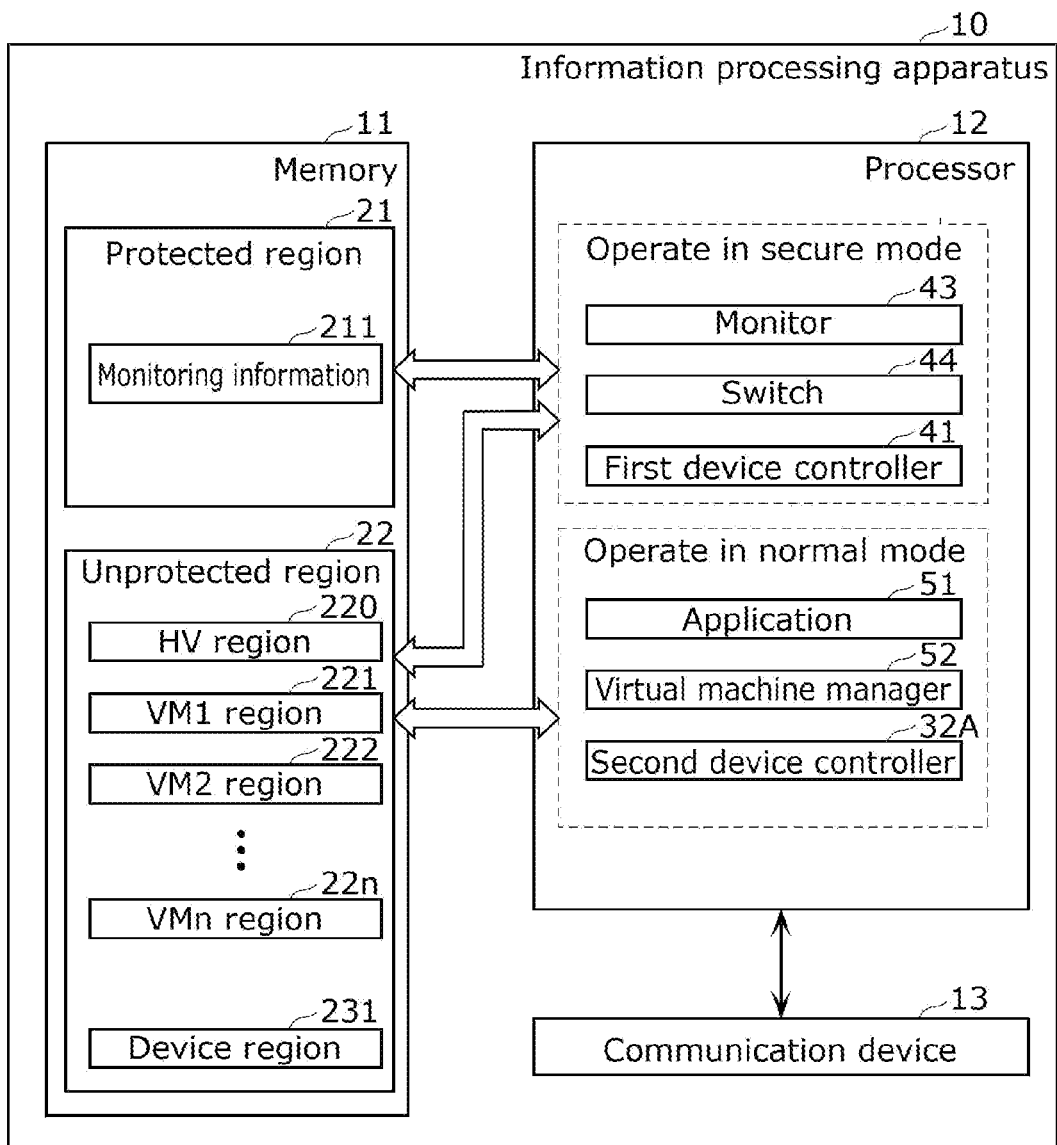 10
Information processing apparatus
11
Memory
21
Protected region
211
Monitoring information
22
Unprotected region
220
HV region
221
VM1 region
222
VM2 region
22n
VMn region
231
Device region
12
Processor
Operate in secure mode
43
Monitor
44
Switch
41
First device controller
Operate in normal mode
51
Application
52
Virtual machine manager
32A
Second device controller
13
Communication device